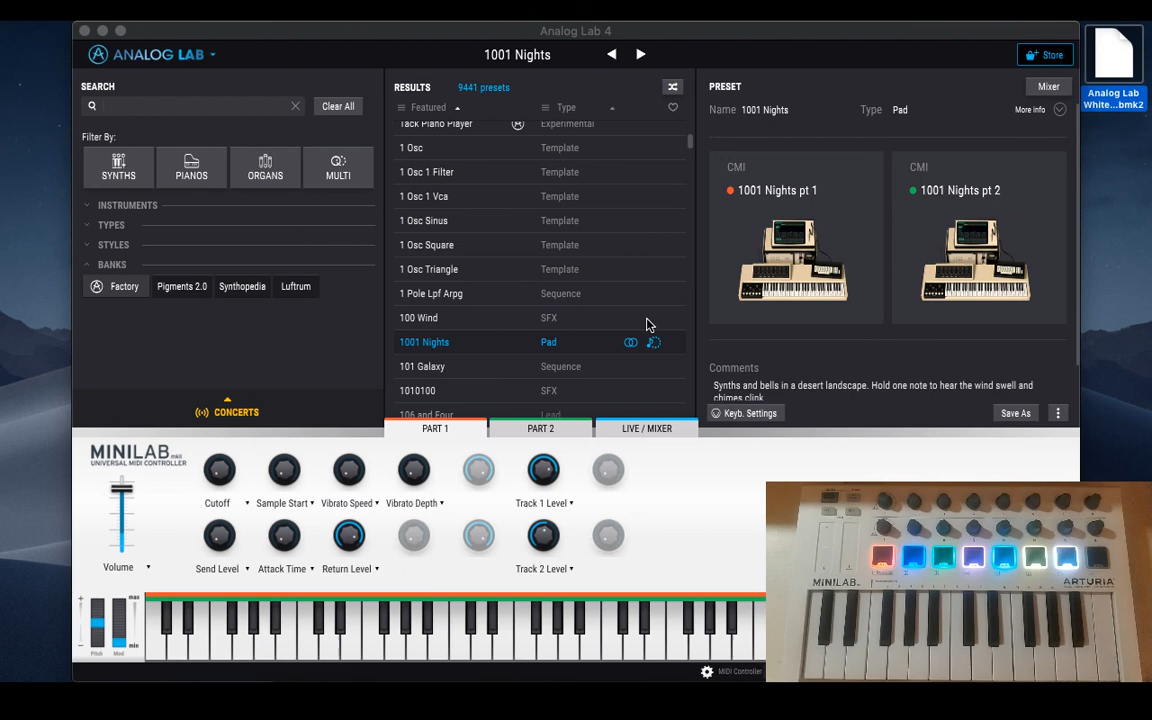 Analog Lab 4
ANALOG LAB
1001 Nights
Store
Analog Lab
White...bmk2
SEARCH
Clear All
Filter By:
SYNTHS
PIANOS
ORGANS
MULTI
INSTRUMENTS
TYPES
STYLES
BANKS
Factory
Pigments 2.0
Synthopedia
Luftrum
CONCERTS
RESULTS 9441 presets
Featured Type
Tack Piano Player Experimental
1 Osc Template
1 Osc 1 Filter Template
1 Osc 1 Vca Template
1 Osc Sinus Template
1 Osc Square Template
1 Osc Triangle Template
1 Pole Lpf Arpg Sequence
100 Wind SFX
1001 Nights Pad
101 Galaxy Sequence
1010100 SFX
106 and Four Lead
PRESET
Mixer
Name 1001 Nights Type Pad More info
CMI
1001 Nights pt 1
CMI
1001 Nights pt 2
Comments
Synths and bells in a desert landscape. Hold one note to hear the wind swell and
chimes clink
Keyb. Settings
Save As
PART 1
PART 2
LIVE / MIXER
MINILAB mkII
UNIVERSAL MIDI CONTROLLER
Volume
Cutoff
Sample Start
Vibrato Speed
Vibrato Depth
Track 1 Level
Send Level
Attack Time
Return Level
Track 2 Level
max
min
Pitch
Mod
MIDI Controller
MINILAB
ARTURIA